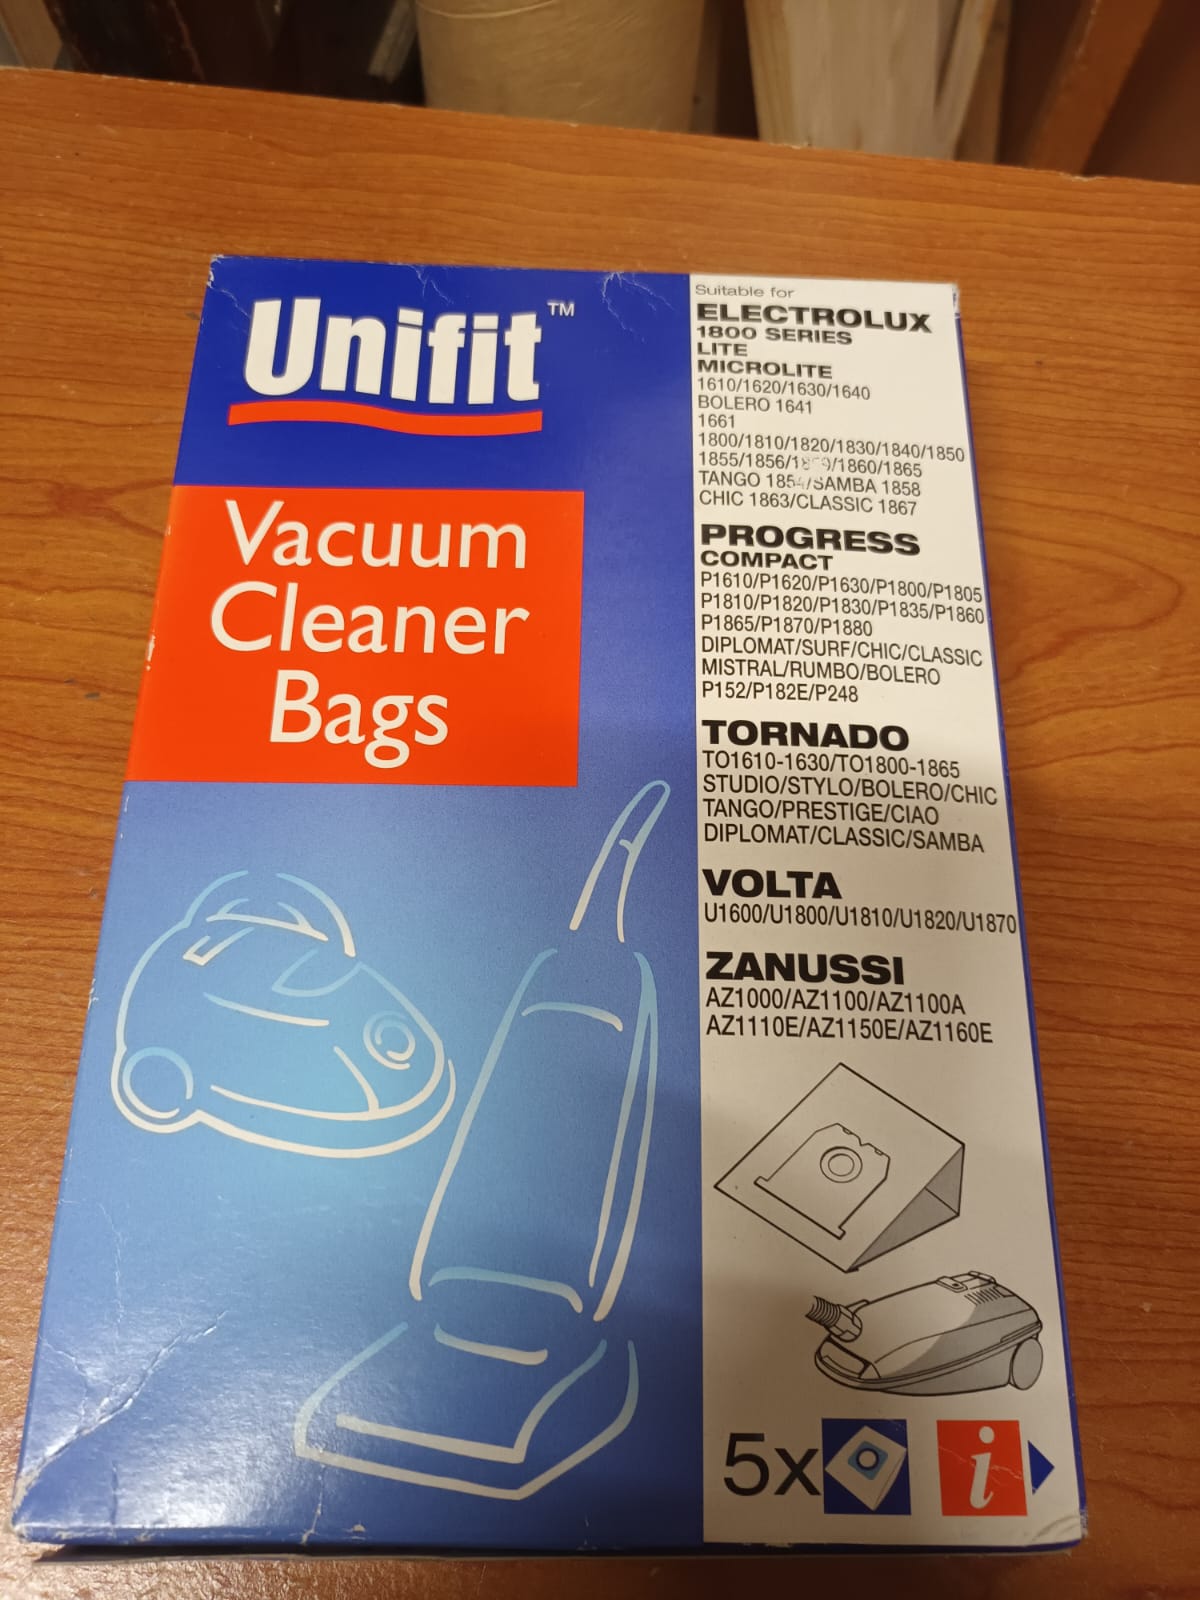 Unifit™
Vacuum
Cleaner
Bags
Suitable for
ELECTROLUX
1800 SERIES
LITE
MICROLITE
1610/1620/1630/1640
BOLERO 1641
1661
1800/1810/1820/1830/1840/1850
1855/1856/1860/1865
TANGO 1854/SAMBA 1858
CHIC 1863/CLASSIC 1867
PROGRESS
COMPACT
P1610/P1620/P1630/P1800/P1805
P1810/P1820/P1830/P1835/P1860
P1865/P1870/P1880
DIPLOMAT/SURF/CHIC/CLASSIC
MISTRAL/RUMBO/BOLERO
P152/P182E/P248
TORNADO
TO1610-1630/TO1800-1865
STUDIO/STYLO/BOLERO/CHIC
TANGO/PRESTIGE/CIAO
DIPLOMAT/CLASSIC/SAMBA
VOLTA
U1600/U1800/U1810/U1820/U1870
ZANUSSI
AZ1000/AZ1100/AZ1100A
AZ1110E/AZ1150E/AZ1160E
5x
i